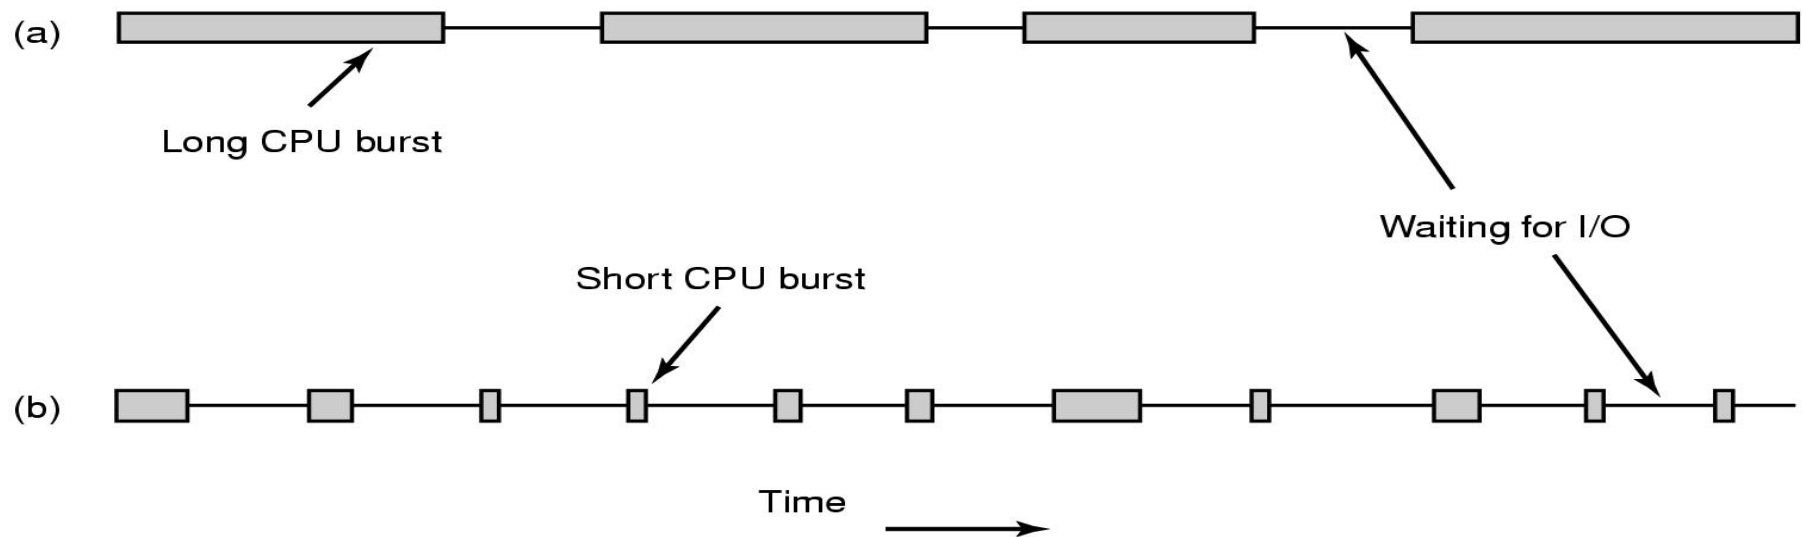 (a)
Long CPU burst
Waiting for I/O
Short CPU burst
(b)
Time